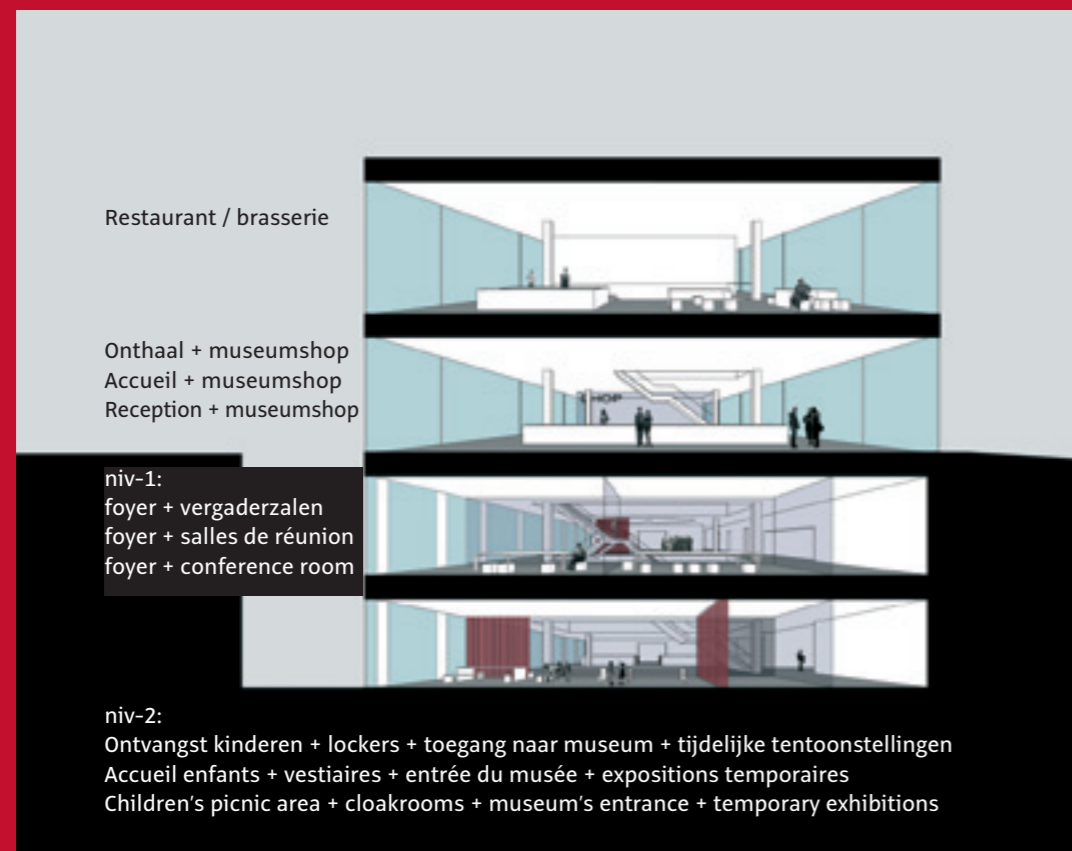 Restaurant / brasserie
Onthaal + museumshop
Accueil + museumshop
Reception + museumshop
SHOP
niv-1:
foyer + vergaderzalen
foyer + salles de réunion
foyer + conference room
niv-2:
Ontvangst kinderen + lockers + toegang naar museum + tijdelijke tentoonstellingen
Accueil enfants + vestiaires + entrée du musée + expositions temporaires
Children's picnic area + cloakrooms + museum's entrance + temporary exhibitions